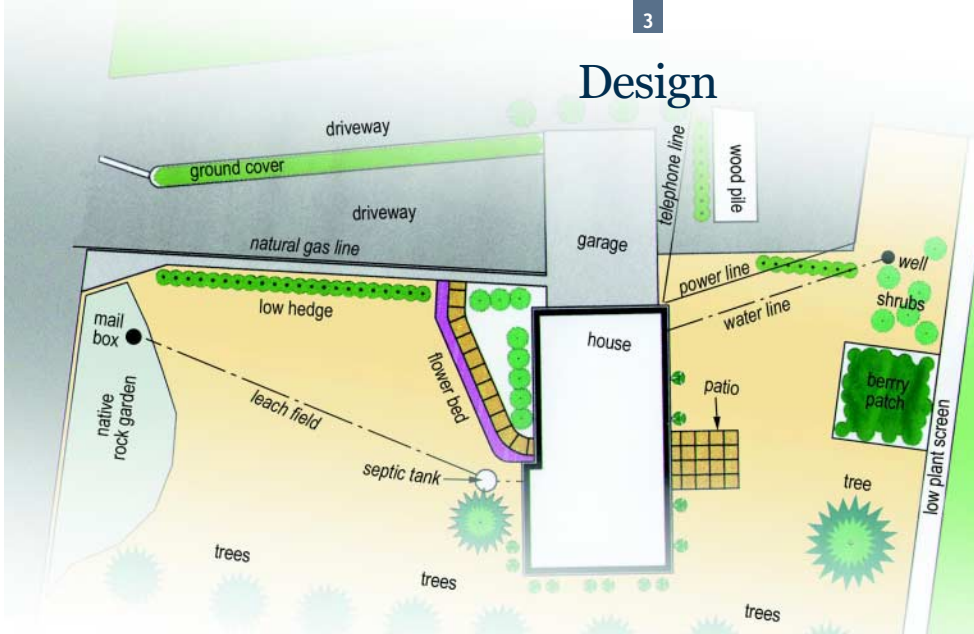 3
Design
driveway
ground cover
driveway
natural gas line
garage
telephone line
wood pile
power line
well
shrubs
water line
low hedge
mail
box
native
rock garden
leach field
flower bed
house
patio
berrry
patch
low plant screen
septic tank
tree
trees
trees
trees